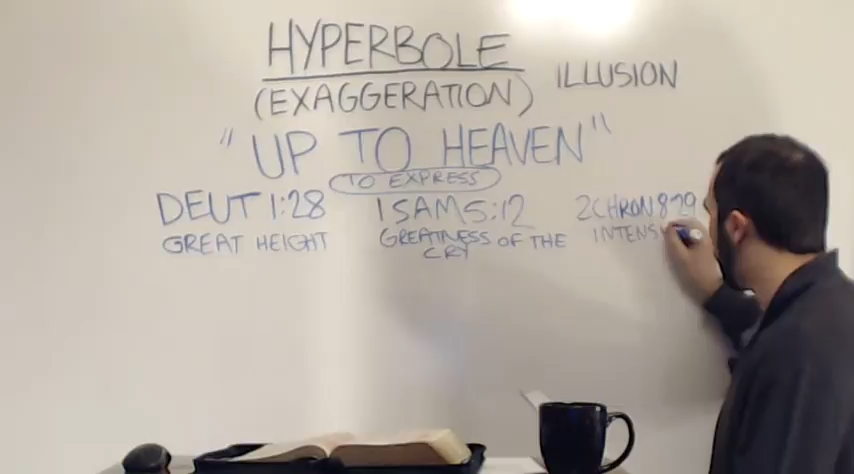 HYPERBOLE
(EXAGGERATION) ILLUSION
"UP TO HEAVEN"
TO EXPRESS
DEUT 1:28 1 SAM 5:12 2 CHRON
GREAT HEIGHT GREATNESS OF THE INTENS
CRY